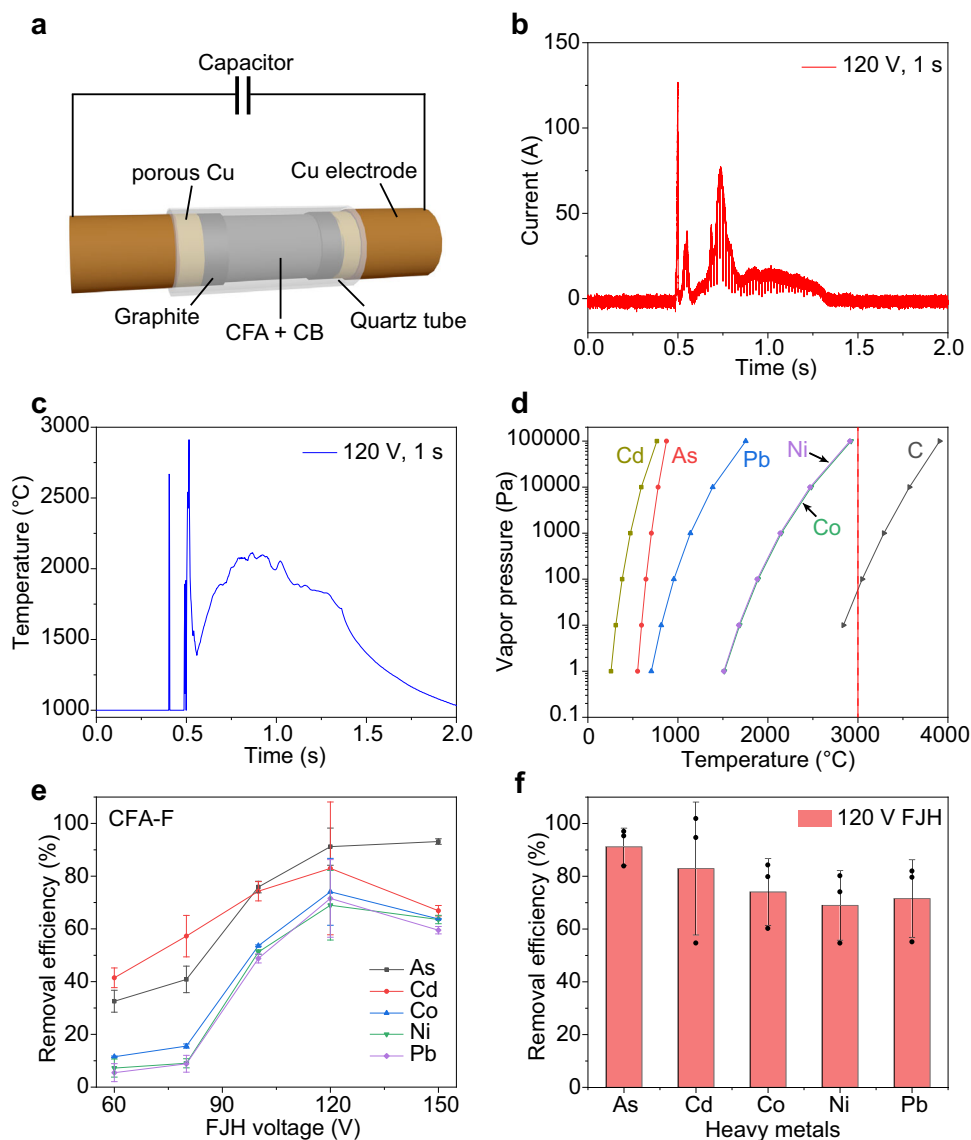 a
Capacitor
porous Cu
Cu electrode
Graphite
CFA + CB
Quartz tube
b
150
100
50
0
Current (A)
120 V, 1 s
0.0 0.5 1.0 1.5 2.0
Time (s)
c
3000
2500
2000
1500
1000
Temperature (°C)
120 V, 1 s
0.0 0.5 1.0 1.5 2.0
Time (s)
d
100000
10000
1000
100
10
1
0.1
Vapor pressure (Pa)
Cd
As
Pb
Ni
Co
C
0 1000 2000 3000 4000
Temperature (°C)
e
CFA-F
100
80
60
40
20
0
Removal efficiency (%)
As
Cd
Co
Ni
Pb
60 90 120 150
FJH voltage (V)
f
120 V FJH
100
80
60
40
20
0
Removal efficiency (%)
As Cd Co Ni Pb
Heavy metals